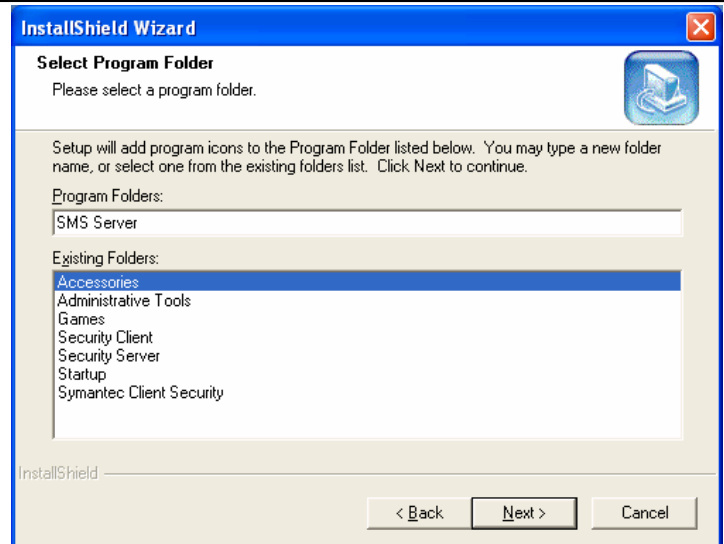 InstallShield Wizard
Select Program Folder
Please select a program folder.
Setup will add program icons to the Program Folder listed below. You may type a new folder
name, or select one from the existing folders list. Click Next to continue.
Program Folders:
SMS Server
Existing Folders:
Accessories
Administrative Tools
Games
Security Client
Security Server
Startup
Symantec Client Security
InstallShield
< Back Next > Cancel